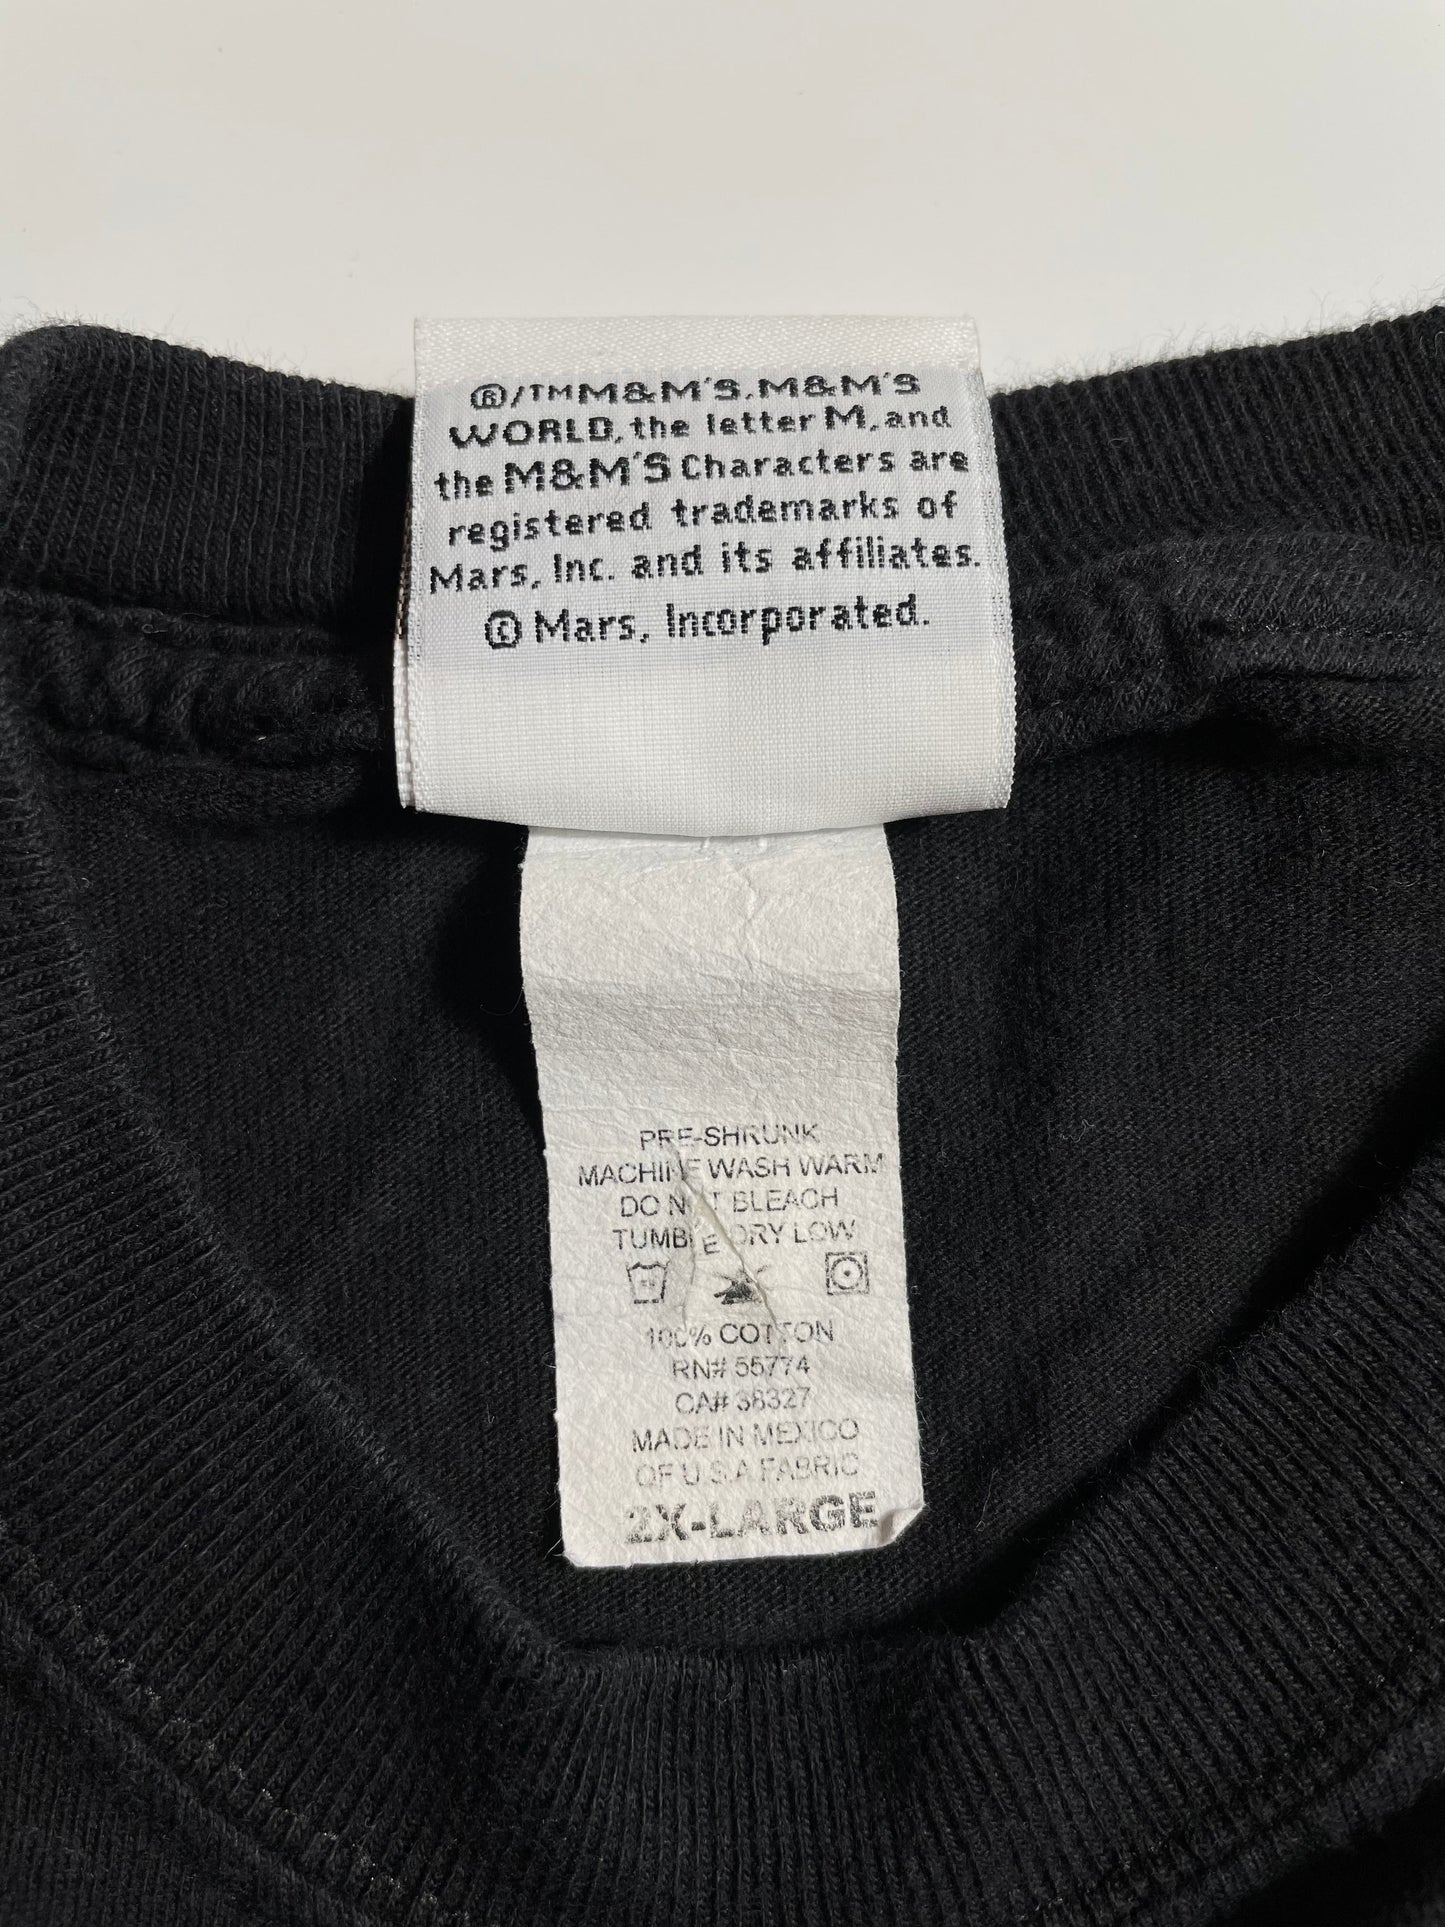 ®/™M&M'S, M&M'S
WORLD, the letter M, and
the M&M'S Characters are
registered trademarks of
Mars, Inc. and its affiliates.
© Mars, Incorporated.
PRE-SHRUNK
MACHINE WASH WARM
DO NOT BLEACH
TUMBLE DRY LOW
100% COTTON
RN# 55774
CA# 38327
MADE IN MEXICO
OF U.S.A FABRIC
2X-LARGE